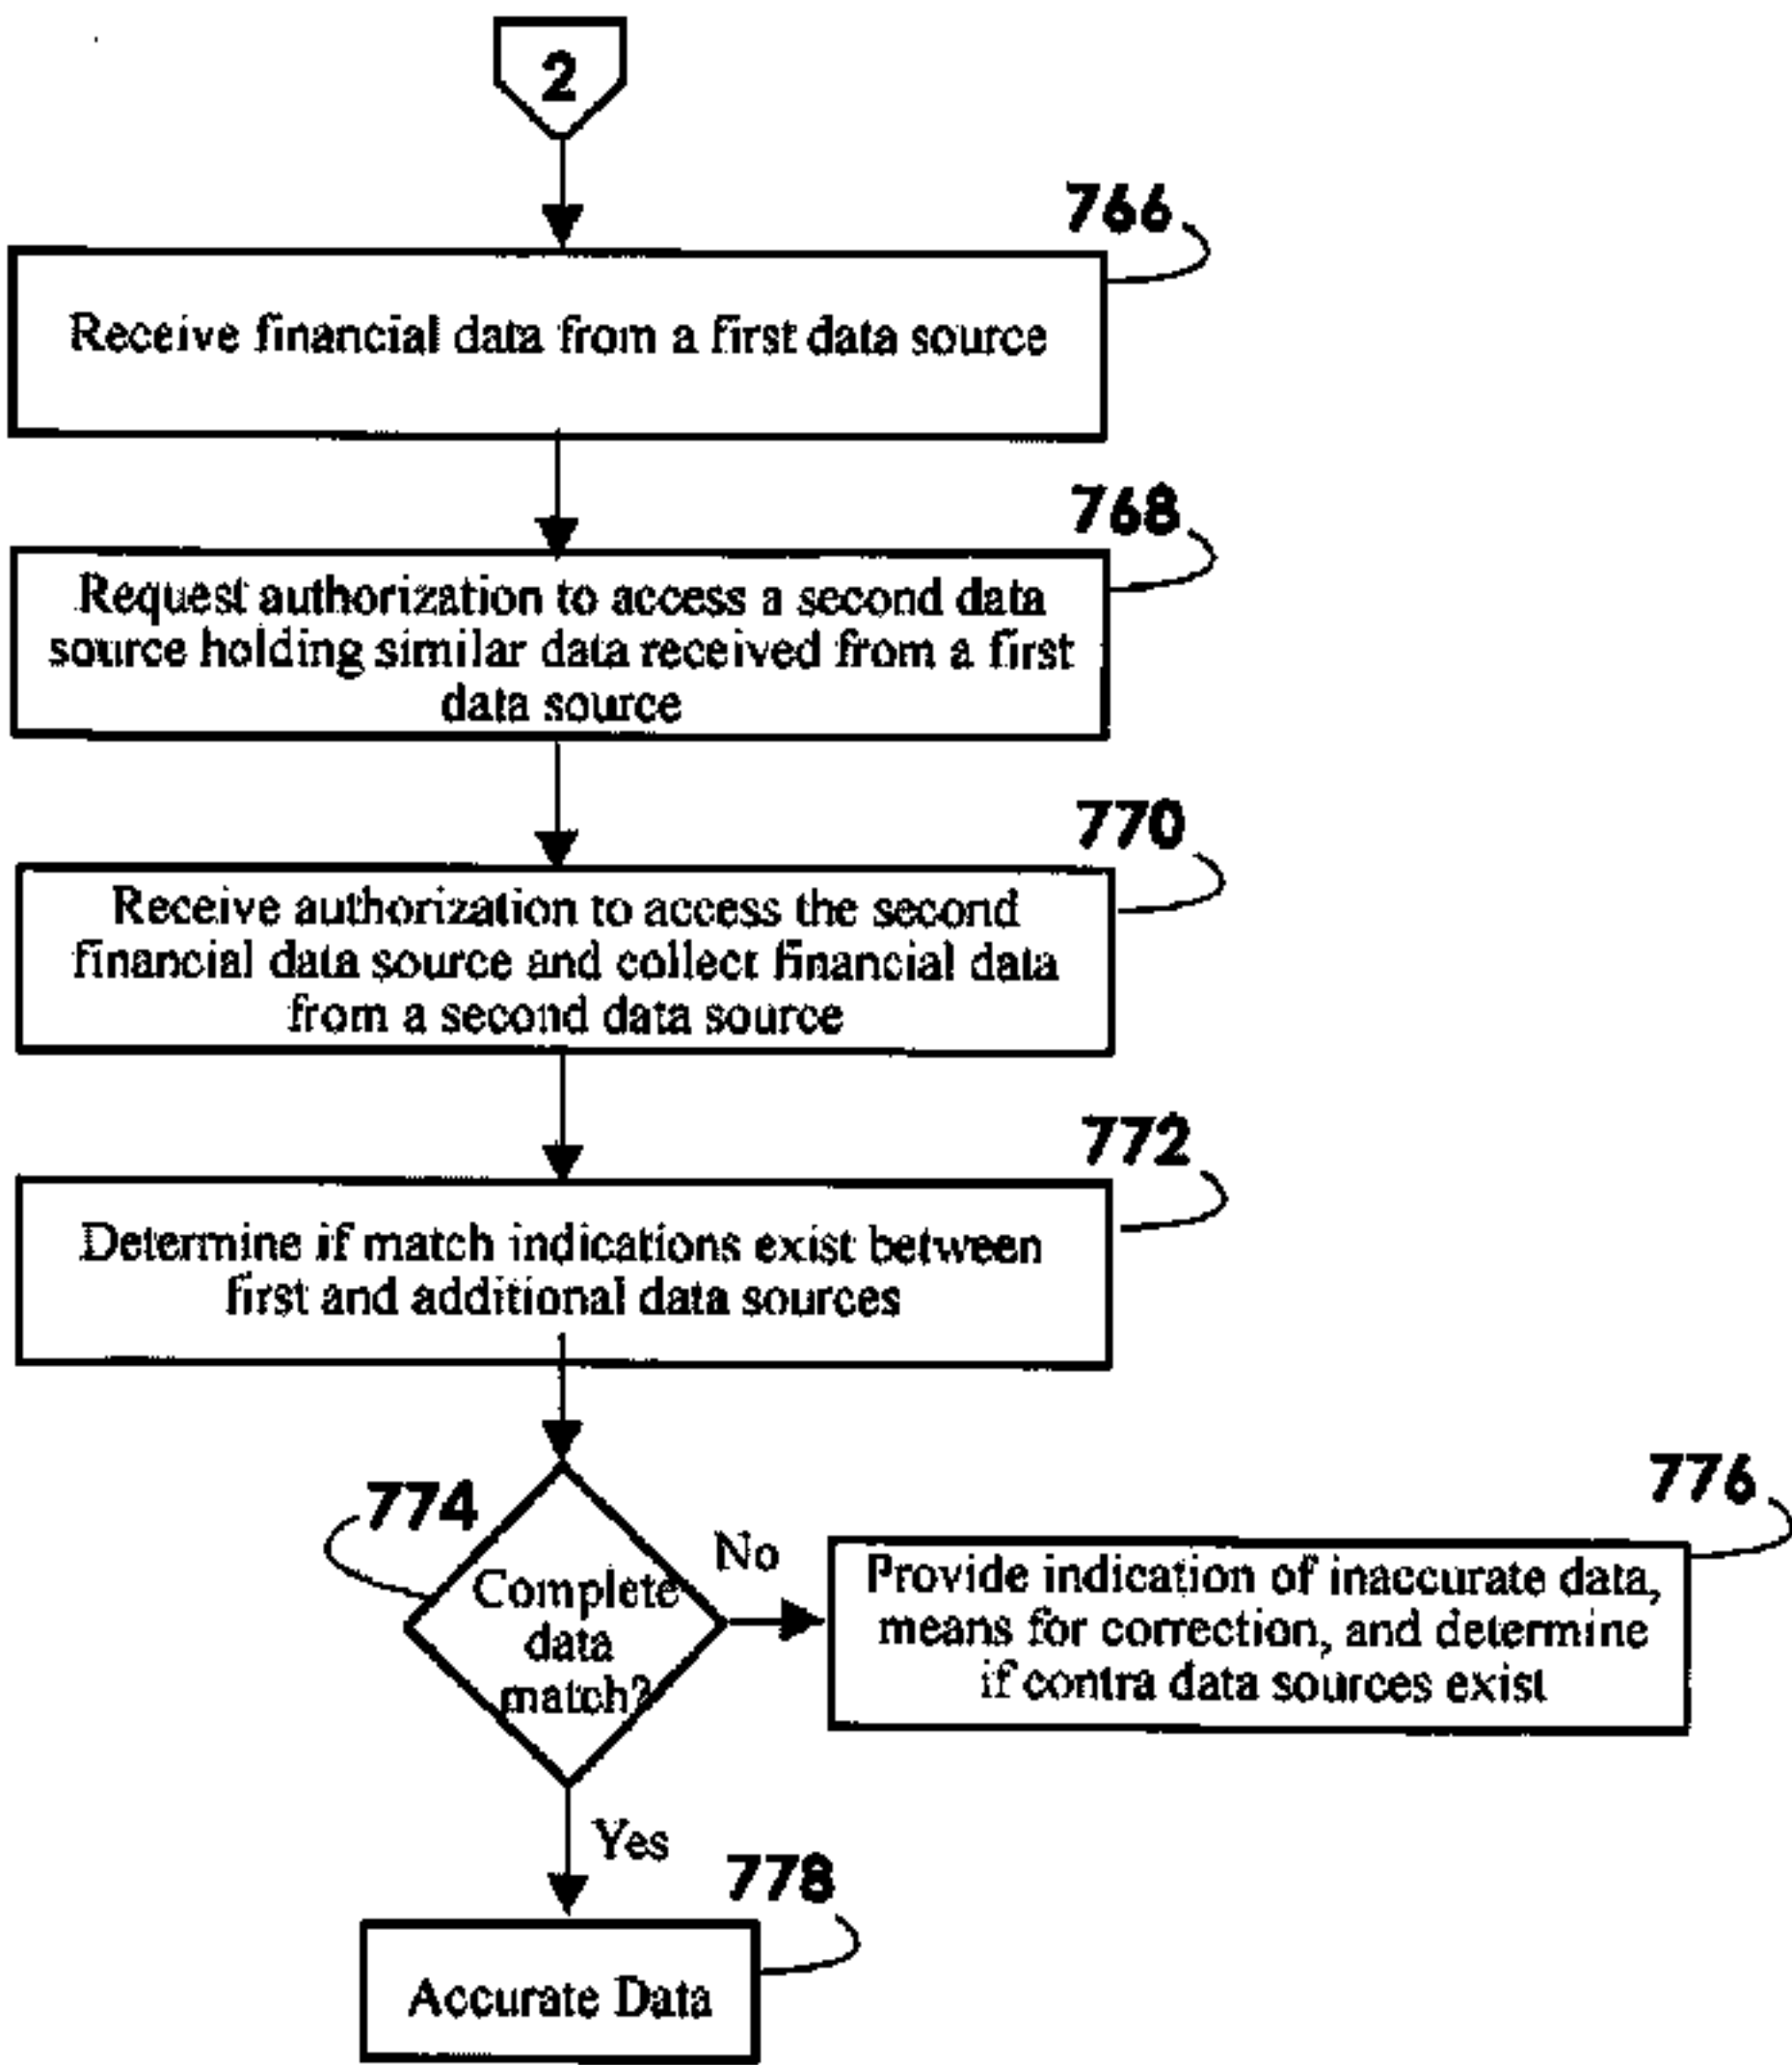 2
766
Receive financial data from a first data source
768
Request authorization to access a second data
source holding similar data received from a first
data source
770
Receive authorization to access the second
financial data source and collect financial data
from a second data source
772
Determine if match indications exist between
first and additional data sources
774
Complete
data
match?
No
776
Provide indication of inaccurate data,
means for correction, and determine
if contra data sources exist
Yes
778
Accurate Data